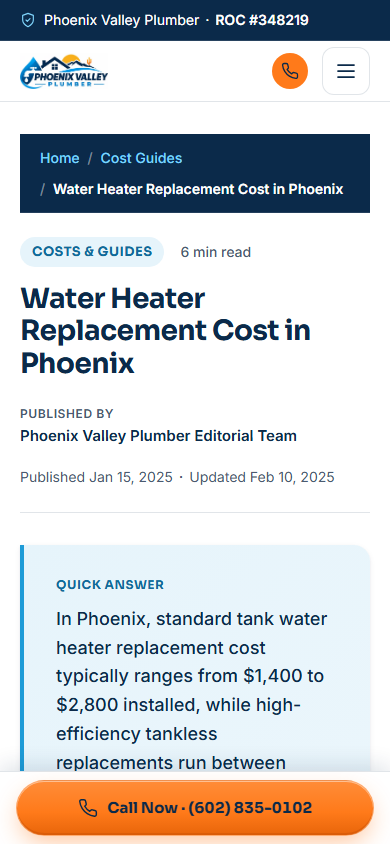 Phoenix Valley Plumber · ROC #348219
PHOENIX VALLEY
PLUMBER
Home / Cost Guides
/ Water Heater Replacement Cost in Phoenix
COSTS & GUIDES 6 min read
Water Heater
Replacement Cost in
Phoenix
PUBLISHED BY
Phoenix Valley Plumber Editorial Team
Published Jan 15, 2025 · Updated Feb 10, 2025
QUICK ANSWER
In Phoenix, standard tank water
heater replacement cost
typically ranges from $1,400 to
$2,800 installed, while high-
efficiency tankless
replacements run between
Call Now · (602) 835-0102